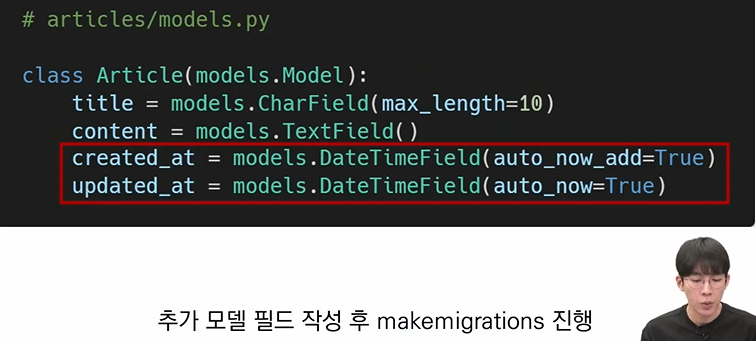 # articles/models.py
class Article(models.Model):
title = models.CharField(max_length=10)
content = models.TextField()
created_at = models.DateTimeField(auto_now_add=True)
updated_at = models.DateTimeField(auto_now=True)
추가 모델 필드 작성 후 makemigrations 진행